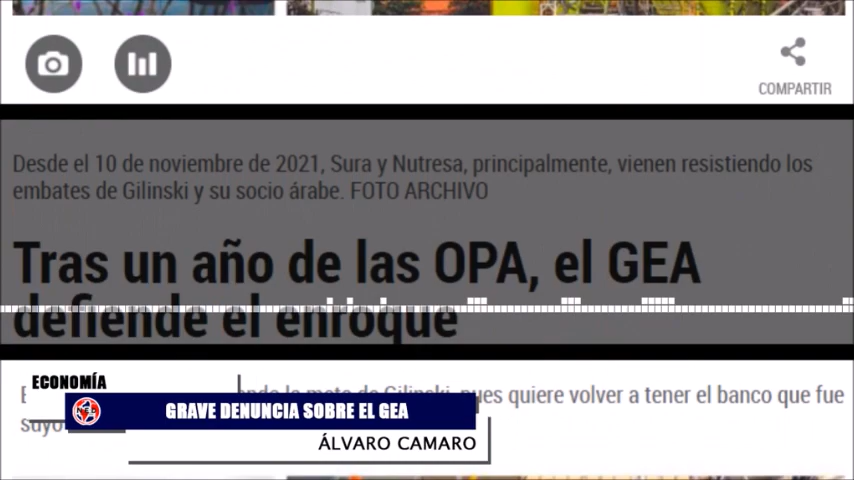 COMPARTIR
Desde el 10 de noviembre de 2021, Sura y Nutresa, principalmente, vienen resistiendo los
embates de Gilinski y su socio árabe. FOTO ARCHIVO
Tras un año de las OPA, el GEA
defiende el enroque
la meta de Gilinski, pues quiere volver a tener el banco que fue
suyo
ECONOMÍA
GRAVE DENUNCIA SOBRE EL GEA
ÁLVARO CAMARO